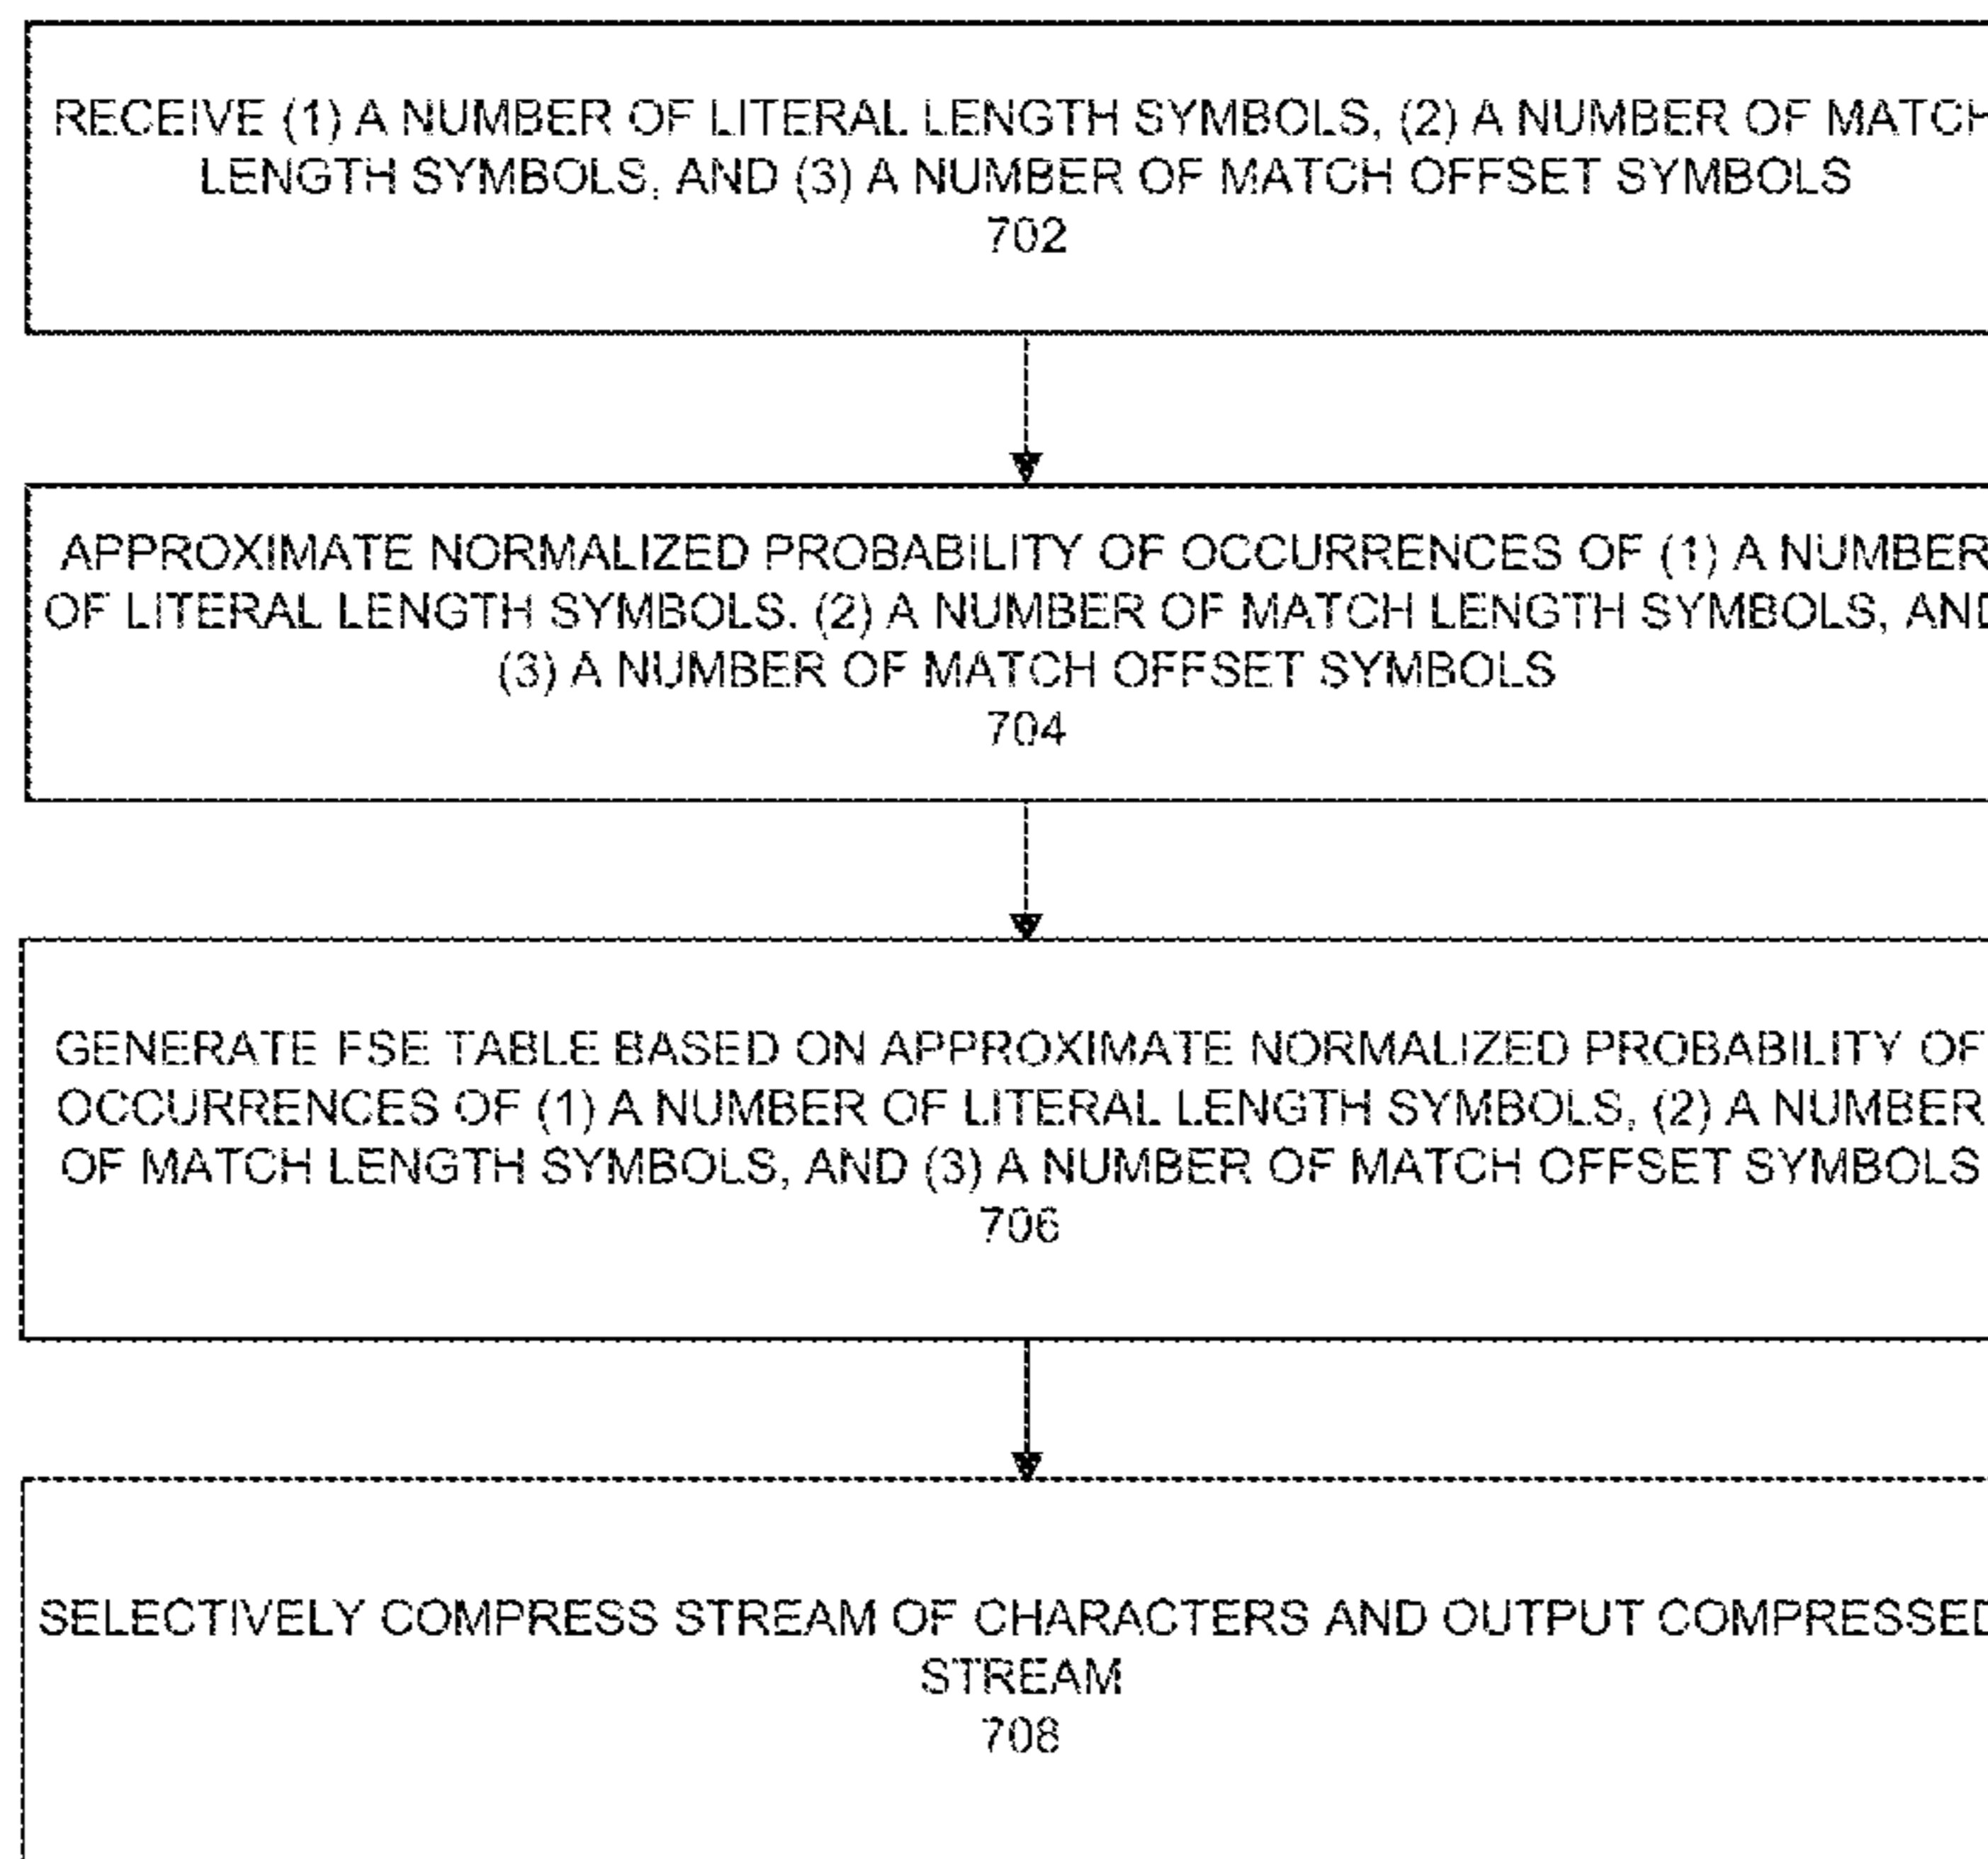 RECEIVE (1) A NUMBER OF LITERAL LENGTH SYMBOLS, (2) A NUMBER OF MATCH
LENGTH SYMBOLS, AND (3) A NUMBER OF MATCH OFFSET SYMBOLS
702
APPROXIMATE NORMALIZED PROBABILITY OF OCCURRENCES OF (1) A NUMBER
OF LITERAL LENGTH SYMBOLS. (2) A NUMBER OF MATCH LENGTH SYMBOLS, AND
(3) A NUMBER OF MATCH OFFSET SYMBOLS
704
GENERATE FSE TABLE BASED ON APPROXIMATE NORMALIZED PROBABILITY OF
OCCURRENCES OF (1) A NUMBER OF LITERAL LENGTH SYMBOLS, (2) A NUMBER
OF MATCH LENGTH SYMBOLS, AND (3) A NUMBER OF MATCH OFFSET SYMBOLS
706
SELECTIVELY COMPRESS STREAM OF CHARACTERS AND OUTPUT COMPRESSED
STREAM
708